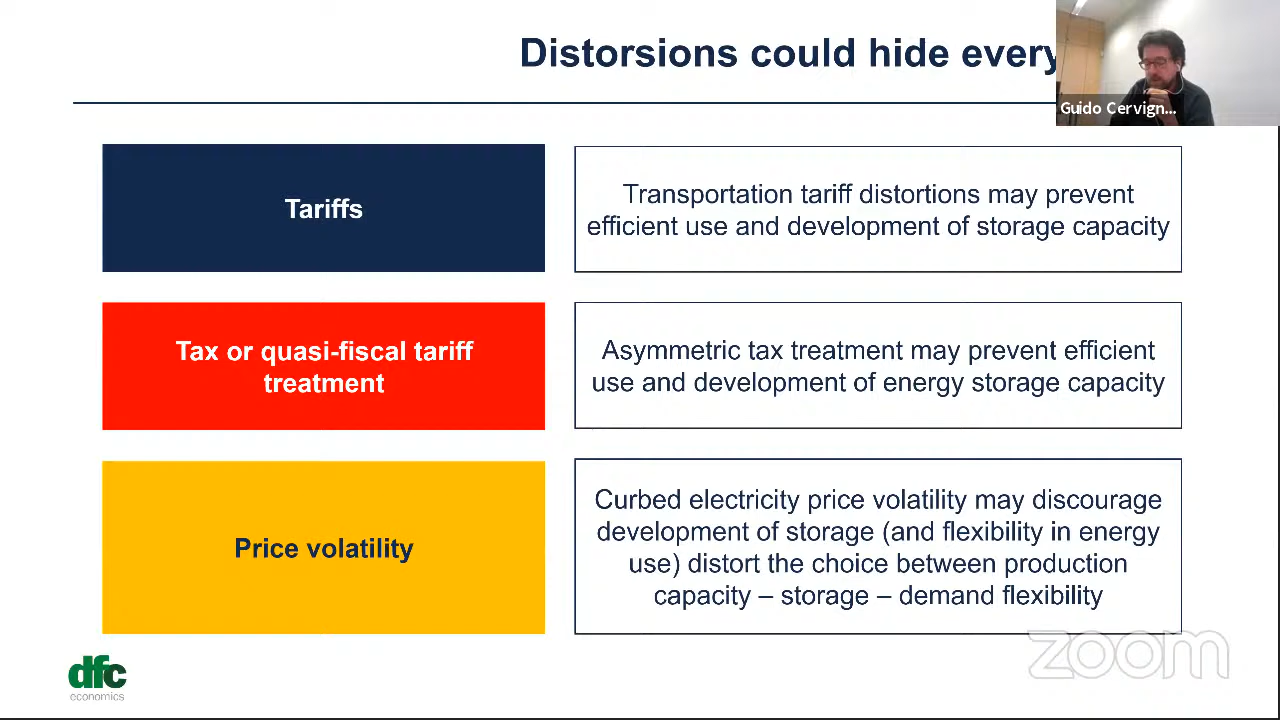 Distorsions could hide every
Guido Cervign...
Tariffs
Transportation tariff distortions may prevent
efficient use and development of storage capacity
Tax or quasi-fiscal tariff
treatment
Asymmetric tax treatment may prevent efficient
use and development of energy storage capacity
Price volatility
Curbed electricity price volatility may discourage
development of storage (and flexibility in energy
use) distort the choice between production
capacity – storage – demand flexibility
dfc
economics
zoom